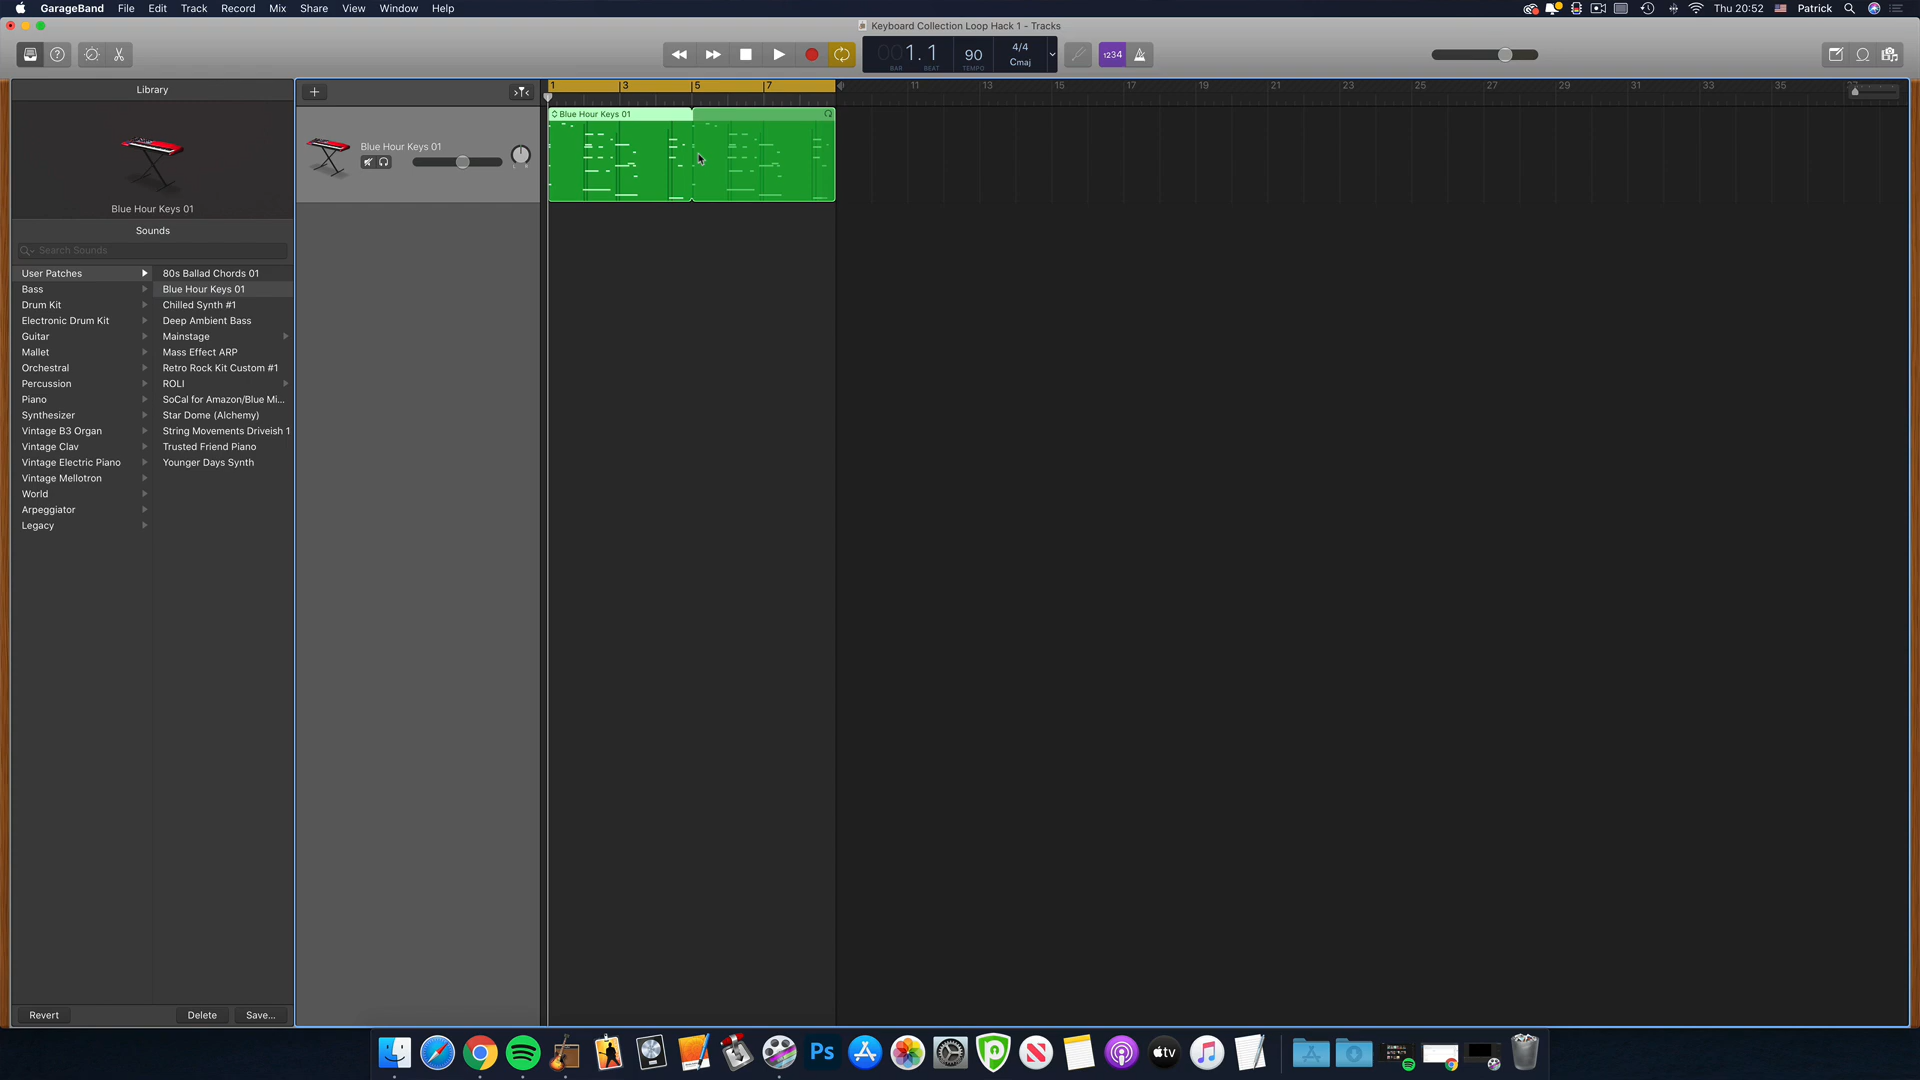 GarageBand File Edit Track Record Mix Share View Window Help Thu 20:52 Patrick
Keyboard Collection Loop Hack 1 - Tracks
001.1 90 4/4 Cmaj
BAR BEAT TEMPO
1234
Library
1 3 5 7 11 13 15 17 19 21 23 25 27 29 31 33 35 37
Blue Hour Keys 01
Blue Hour Keys 01
L R
Blue Hour Keys 01
Sounds
Search Sounds
User Patches
Bass
Drum Kit
Electronic Drum Kit
Guitar
Mallet
Orchestral
Percussion
Piano
Synthesizer
Vintage B3 Organ
Vintage Clav
Vintage Electric Piano
Vintage Mellotron
World
Arpeggiator
Legacy
80s Ballad Chords 01
Blue Hour Keys 01
Chilled Synth #1
Deep Ambient Bass
Mainstage
Mass Effect ARP
Retro Rock Kit Custom #1
ROLI
SoCal for Amazon/Blue Mi...
Star Dome (Alchemy)
String Movements Driveish 1
Trusted Friend Piano
Younger Days Synth
Revert Delete Save...
Ps
tv